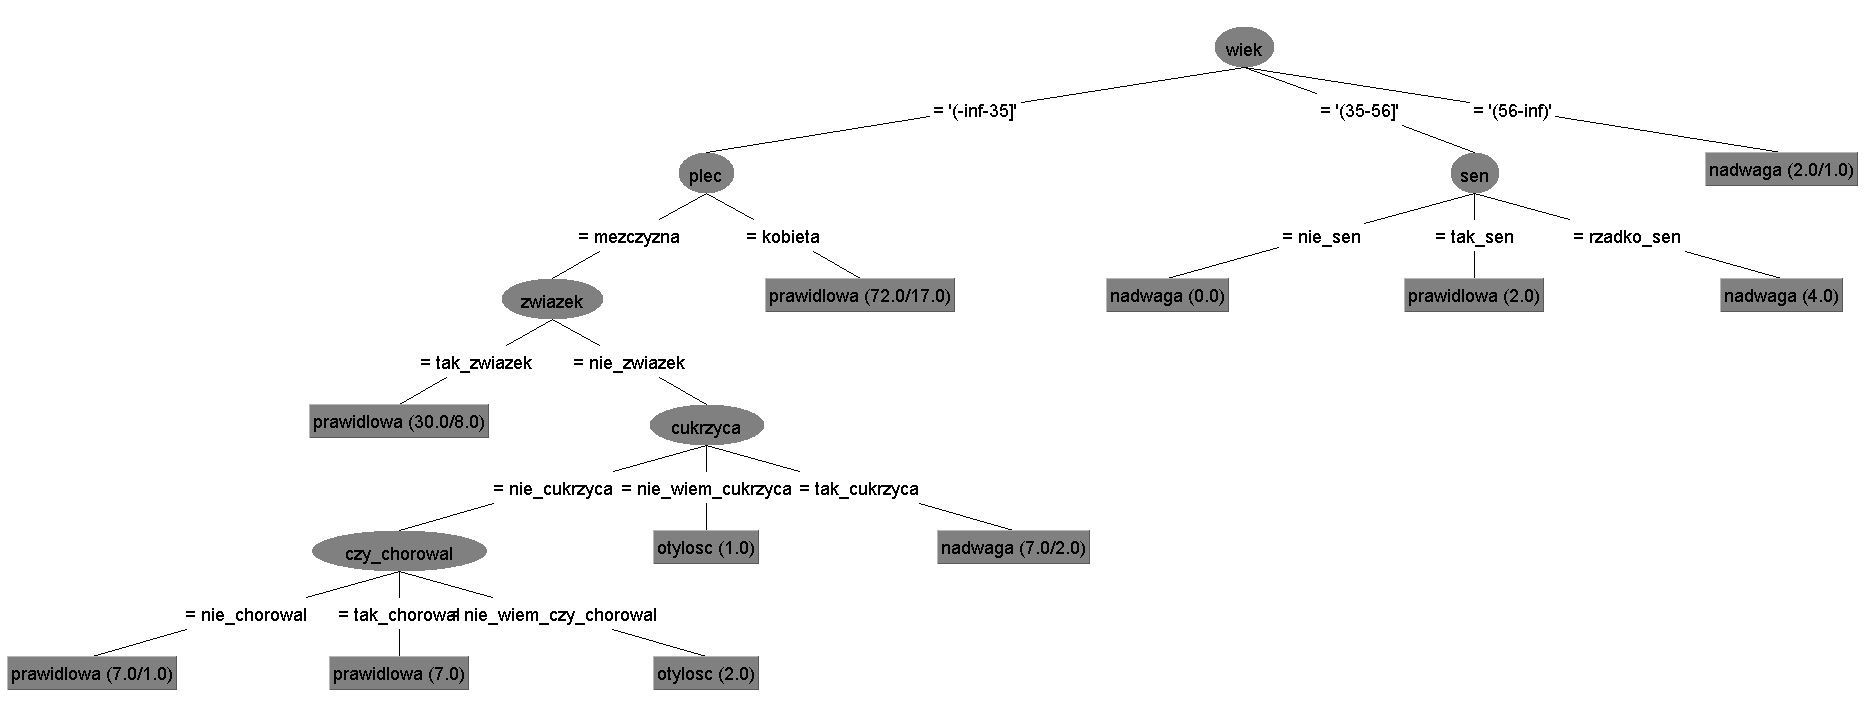 wiek
= '(-inf-35]'
= '(35-56]'
= '(56-inf)'
plec
sen
nadwaga (2.0/1.0)
= mezczyzna
= kobieta
= nie_sen
= tak_sen
= rzadko_sen
zwiazek
prawidlowa (72.0/17.0)
nadwaga (0.0)
prawidlowa (2.0)
nadwaga (4.0)
= tak_zwiazek
= nie_zwiazek
prawidlowa (30.0/8.0)
cukrzyca
= nie_cukrzyca
= nie_wiem_cukrzyca
= tak_cukrzyca
czy_chorowal
otylosc (1.0)
nadwaga (7.0/2.0)
= nie_chorowal
= tak_chorowal
= nie_wiem_czy_chorowal
prawidlowa (7.0/1.0)
prawidlowa (7.0)
otylosc (2.0)